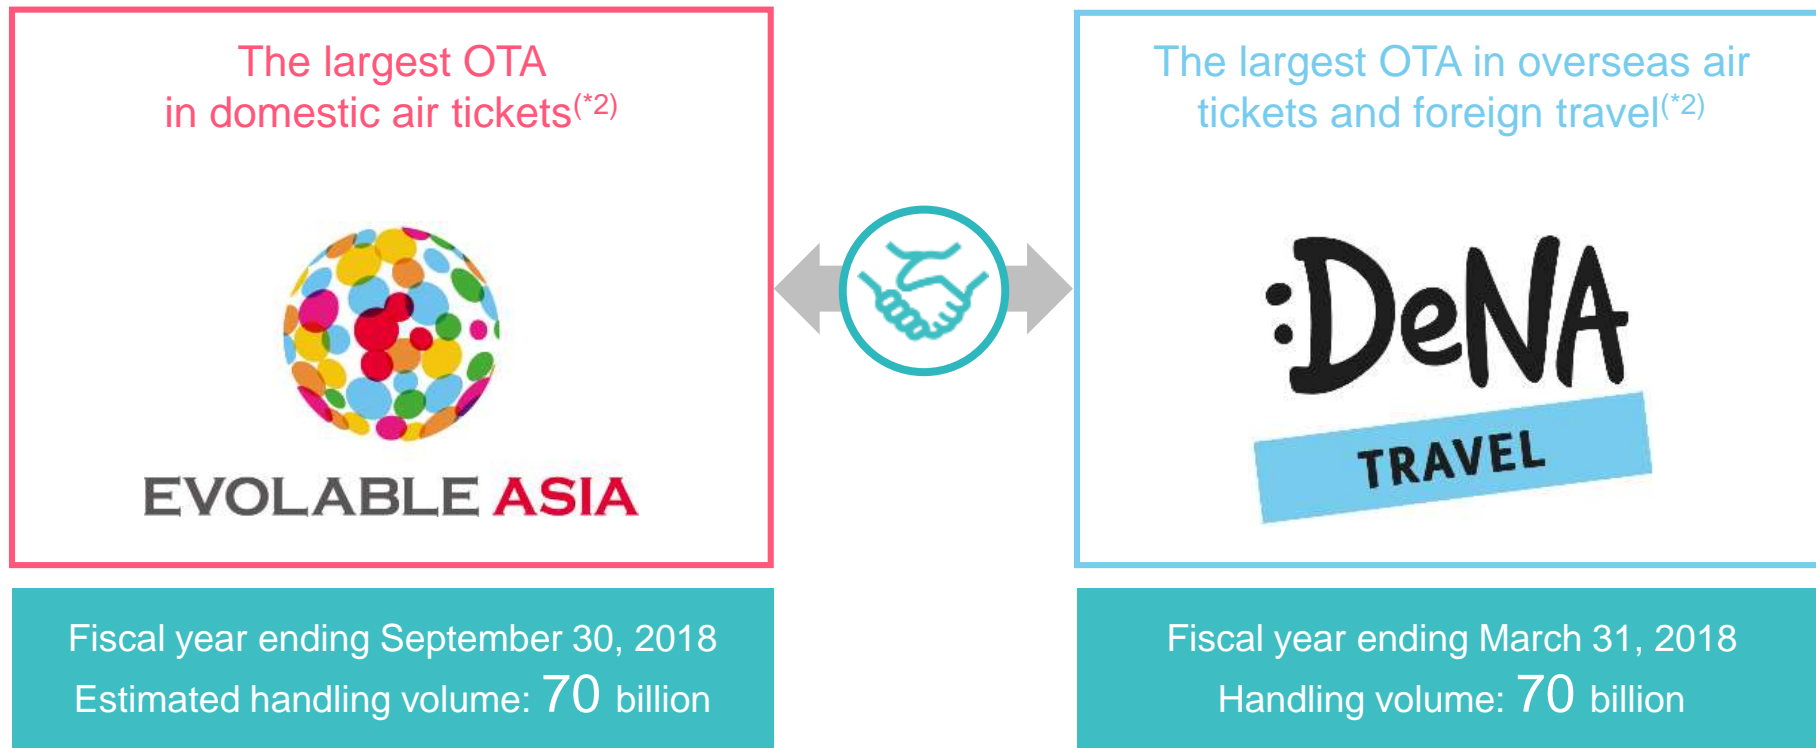 The largest OTA
in domestic air tickets(*2)
EVOLABLE ASIA
Fiscal year ending September 30, 2018
Estimated handling volume: 70 billion
The largest OTA in overseas air
tickets and foreign travel(*2)
:DeNA
TRAVEL
Fiscal year ending March 31, 2018
Handling volume: 70 billion